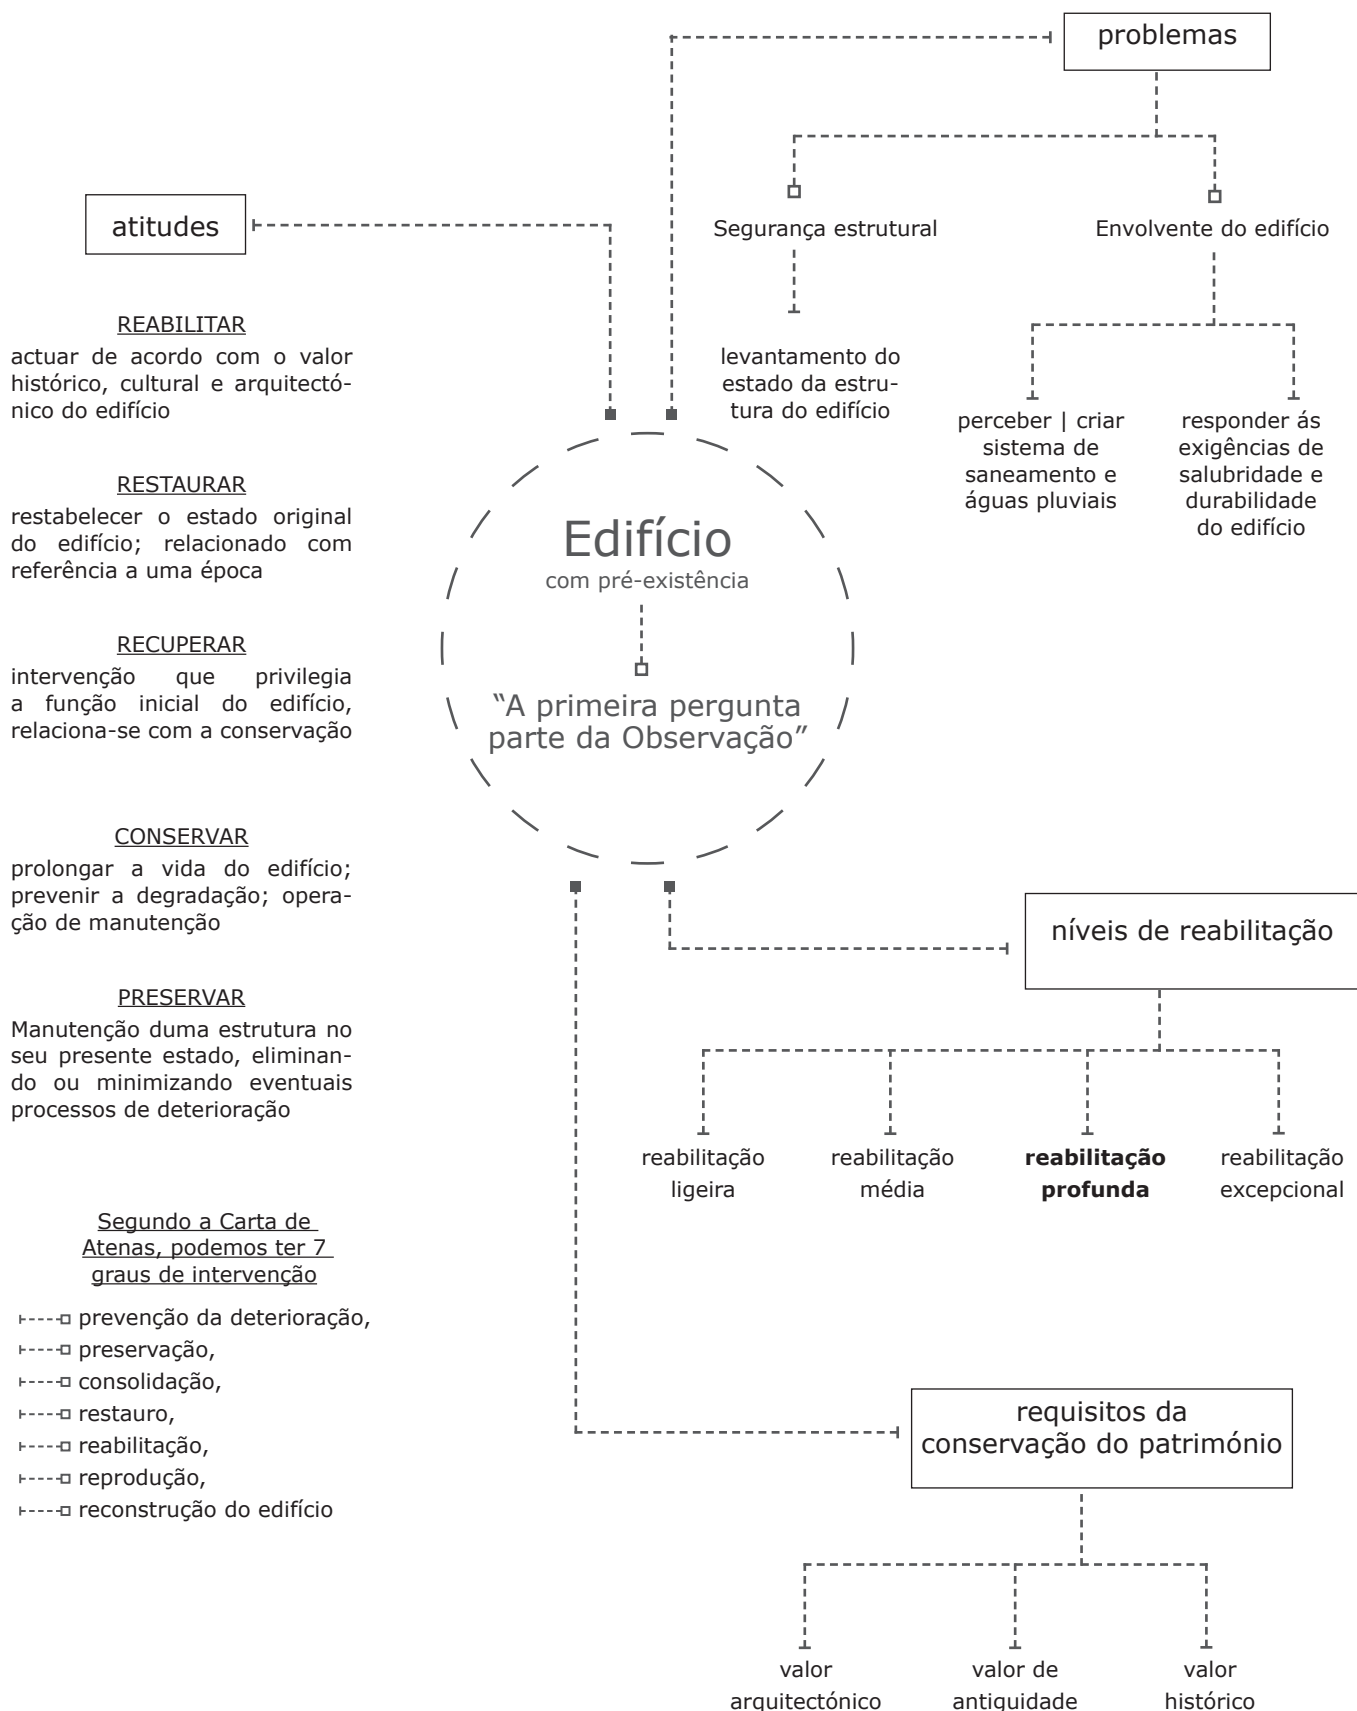 problemas
Segurança estrutural
Envolvente do edifício
levantamento do
estado da estru-
tura do edifício
perceber | criar
sistema de
saneamento e
águas pluviais
responder ás
exigências de
salubridade e
durabilidade
do edifício
atitudes
REABILITAR
actuar de acordo com o valor
histórico, cultural e arquitectó-
nico do edifício
RESTAURAR
restabelecer o estado original
do edifício; relacionado com
referência a uma época
RECUPERAR
intervenção que privilegia
a função inicial do edifício,
relaciona-se com a conservação
CONSERVAR
prolongar a vida do edifício;
prevenir a degradação; opera-
ção de manutenção
PRESERVAR
Manutenção duma estrutura no
seu presente estado, eliminan-
do ou minimizando eventuais
processos de deterioração
Segundo a Carta de
Atenas, podemos ter 7
graus de intervenção
prevenção da deterioração,
preservação,
consolidação,
restauro,
reabilitação,
reprodução,
reconstrução do edifício
Edifício
com pré-existência
“A primeira pergunta
parte da Observação”
níveis de reabilitação
reabilitação
ligeira
reabilitação
média
reabilitação
profunda
reabilitação
excepcional
requisitos da
conservação do património
valor
arquitectónico
valor de
antiguidade
valor
histórico